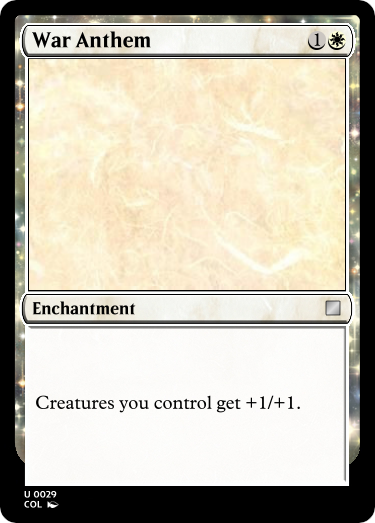 War Anthem 1
Enchantment
Creatures you control get +1/+1.
U 0029
COL